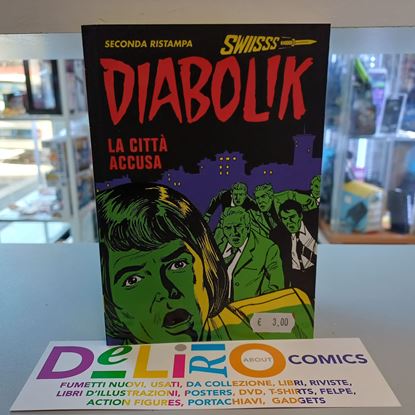 SECONDA RISTAMPA
SWIISSS
DIABOLIK
LA CITTÀ
ACCUSA
€ 3,00
DeLiRiO ABOUT COMICS
FUMETTI NUOVI, USATI, DA COLLEZIONE, LIBRI, RIVISTE,
LIBRI D'ILLUSTRAZIONI, POSTERS, DVD, T-SHIRTS, FELPE,
ACTION FIGURES, PORTACHIAVI, GADGETS